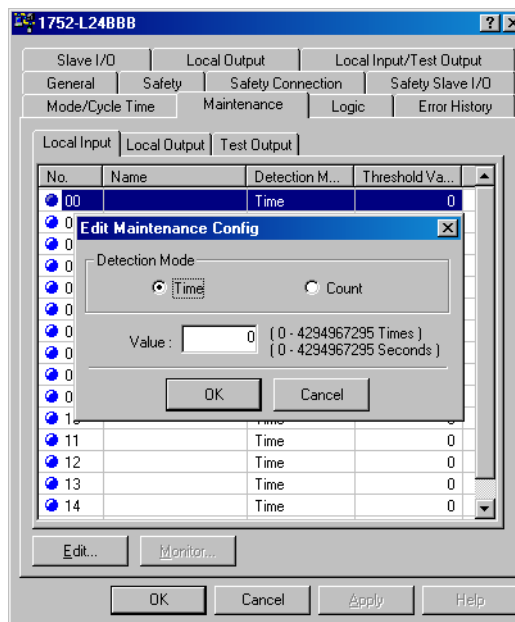 1752-L24BBB
Slave I/O Local Output Local Input/Test Output
General Safety Safety Connection Safety Slave I/O
Mode/Cycle Time Maintenance Logic Error History
Local Input Local Output Test Output
No. Name Detection M... Threshold Va...
00 Time 0
Edit Maintenance Config
Detection Mode
Time Count
Value : 0 ( 0 - 4294967295 Times )
( 0 - 4294967295 Seconds )
OK Cancel
11 Time 0
12 Time 0
13 Time 0
14 Time 0
Edit... Monitor...
OK Cancel Apply Help